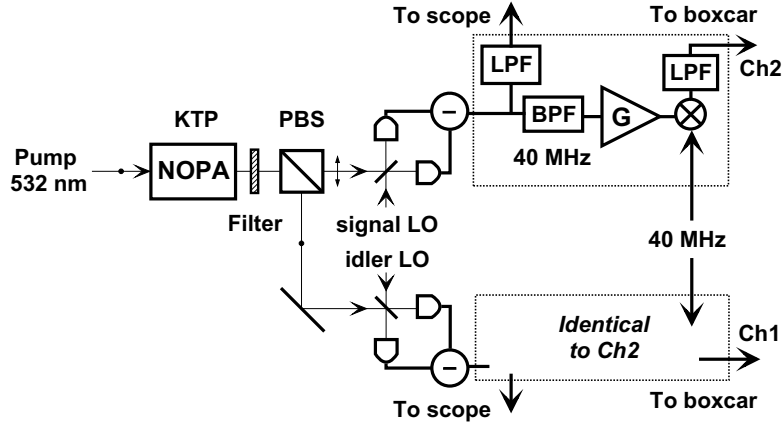 To scope
To boxcar
LPF
LPF
Ch2
KTP
PBS
−
BPF
G
Pump
532 nm
NOPA
40 MHz
Filter
signal LO
idler LO
40 MHz
Identical
to Ch2
Ch1
−
To scope
To boxcar